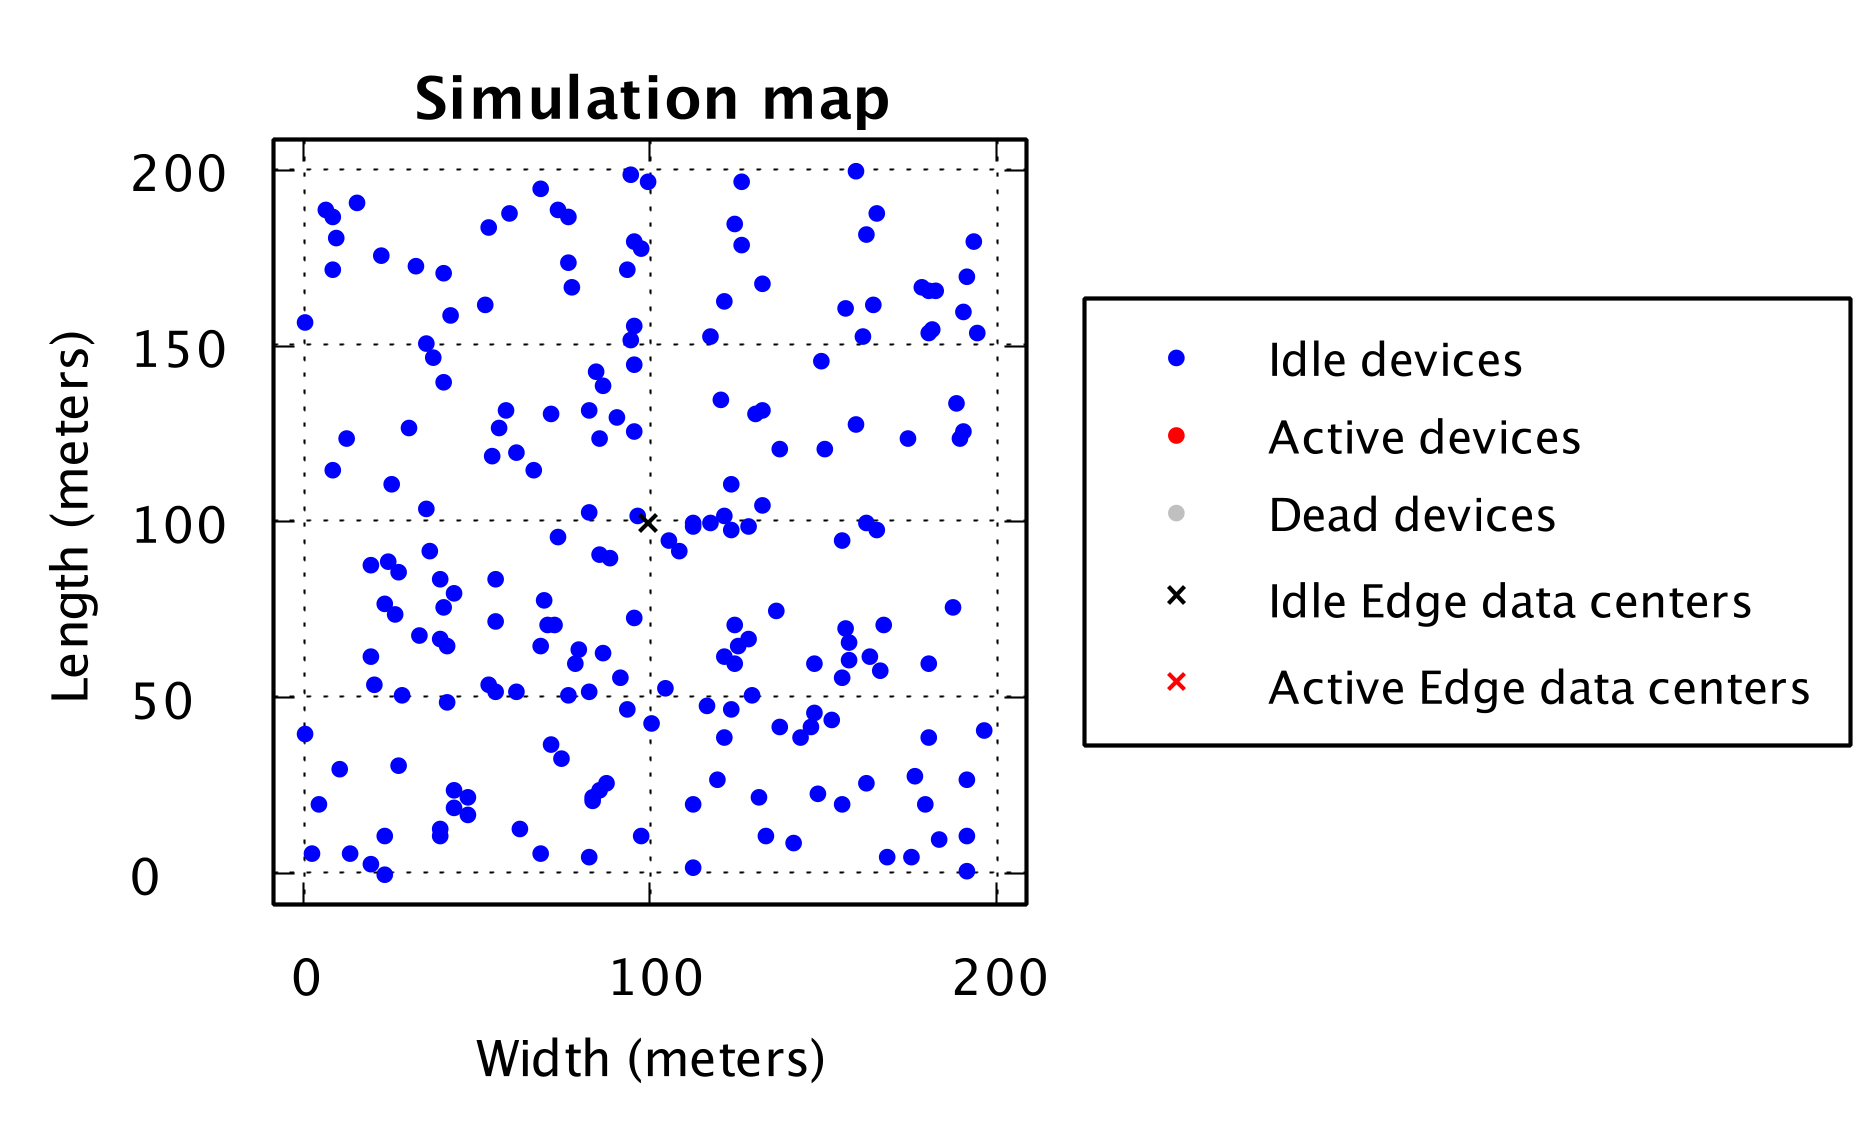 Simulation map
200
150
100
50
0
0 100 200
Length (meters)
Width (meters)
Idle devices
Active devices
Dead devices
Idle Edge data centers
Active Edge data centers